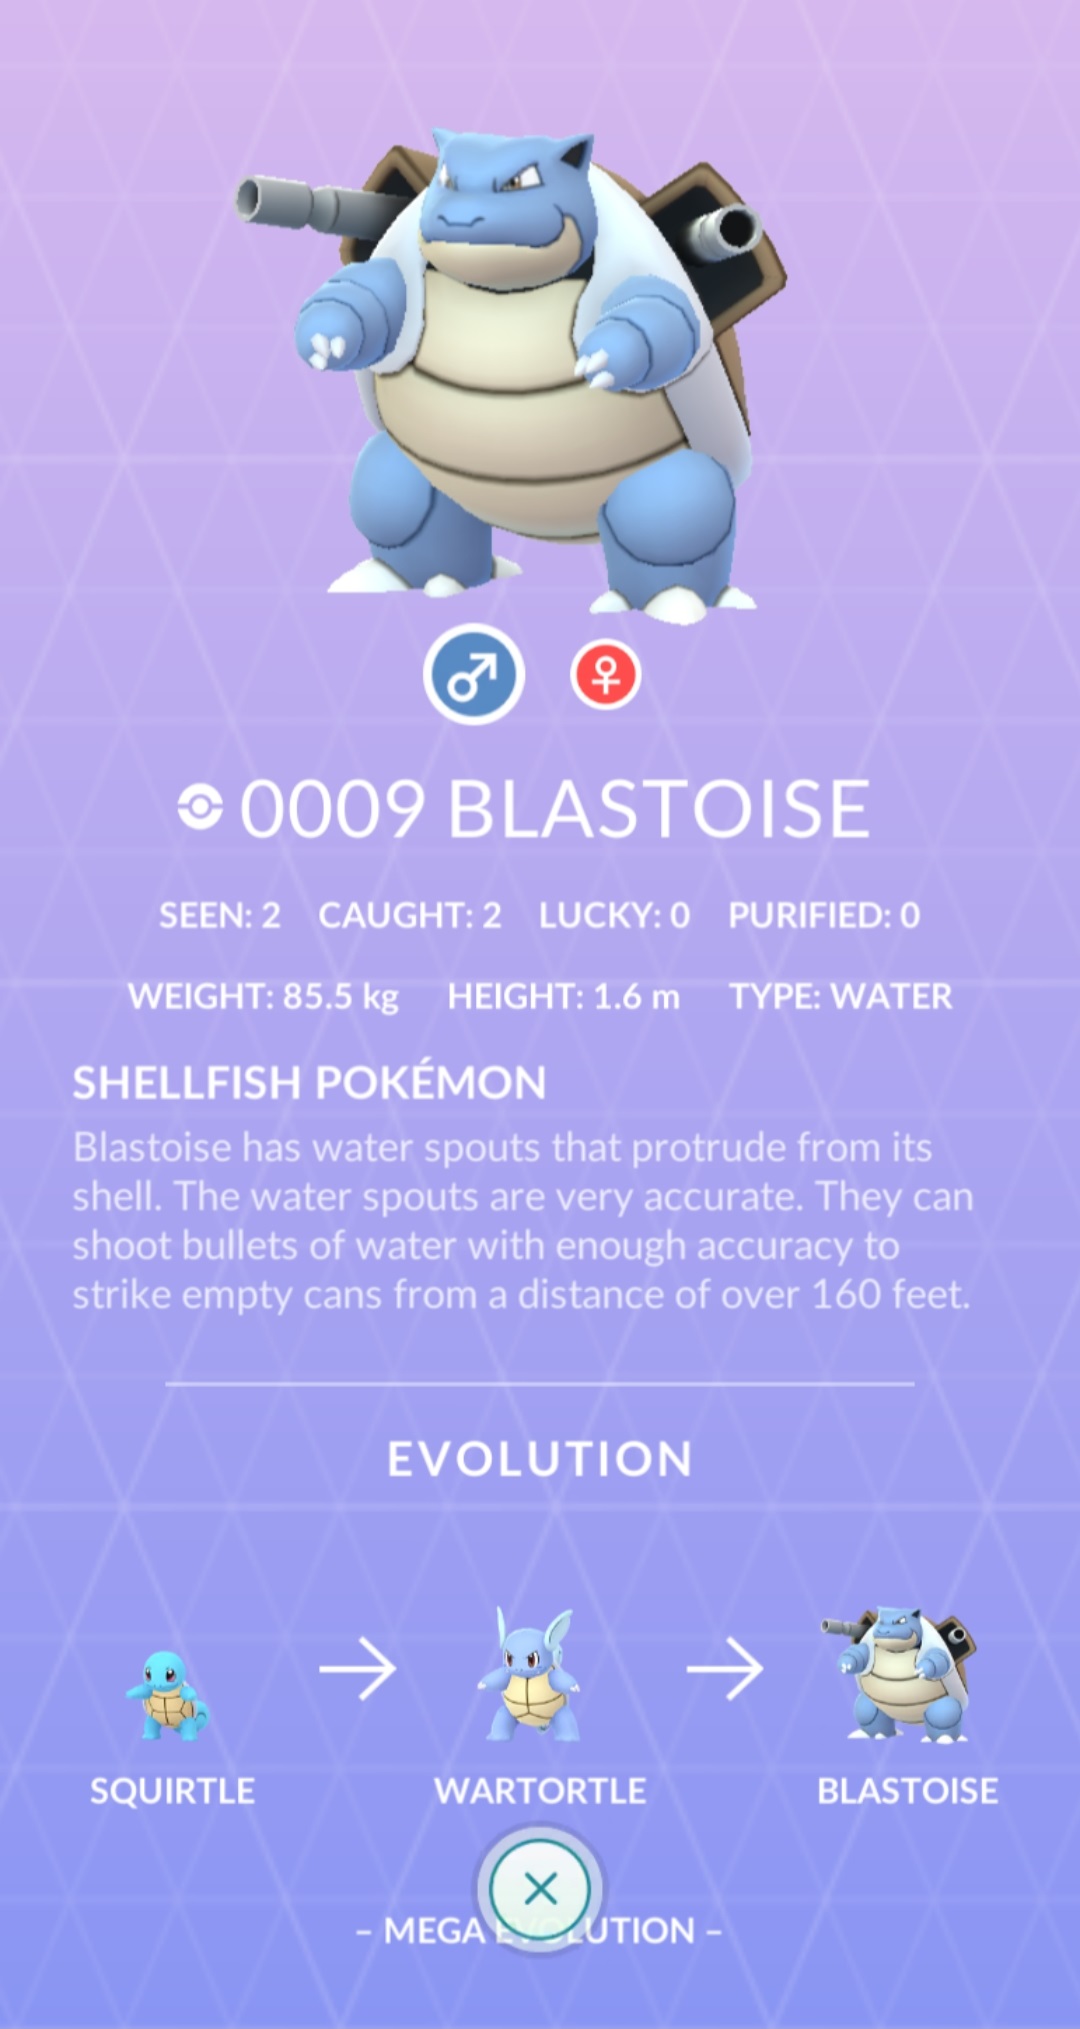 0009 BLASTOISE
SEEN: 2 CAUGHT: 2 LUCKY: 0 PURIFIED: 0
WEIGHT: 85.5 kg HEIGHT: 1.6 m TYPE: WATER
SHELLFISH POKÉMON
Blastoise has water spouts that protrude from its
shell. The water spouts are very accurate. They can
shoot bullets of water with enough accuracy to
strike empty cans from a distance of over 160 feet.
EVOLUTION
SQUIRTLE WARTORTLE BLASTOISE
– MEGA EVOLUTION –